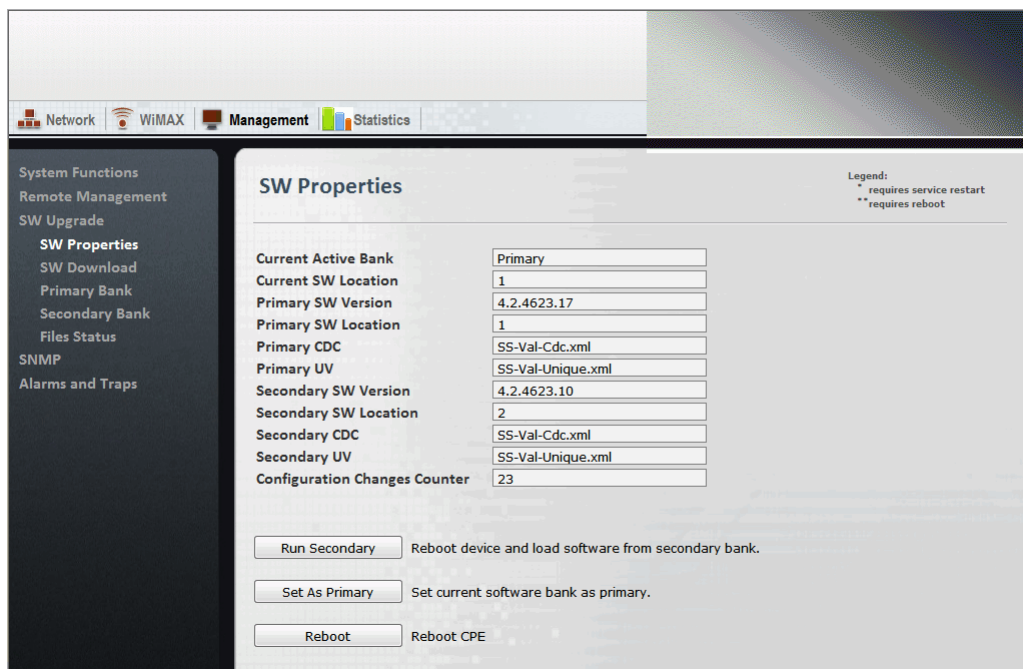 Network WiMAX Management Statistics
System Functions
Remote Management
SW Upgrade
SW Properties
SW Download
Primary Bank
Secondary Bank
Files Status
SNMP
Alarms and Traps
SW Properties
Legend:
* requires service restart
** requires reboot
Current Active Bank Primary
Current SW Location 1
Primary SW Version 4.2.4623.17
Primary SW Location 1
Primary CDC SS-Val-Cdc.xml
Primary UV SS-Val-Unique.xml
Secondary SW Version 4.2.4623.10
Secondary SW Location 2
Secondary CDC SS-Val-Cdc.xml
Secondary UV SS-Val-Unique.xml
Configuration Changes Counter 23
Run Secondary Reboot device and load software from secondary bank.
Set As Primary Set current software bank as primary.
Reboot Reboot CPE